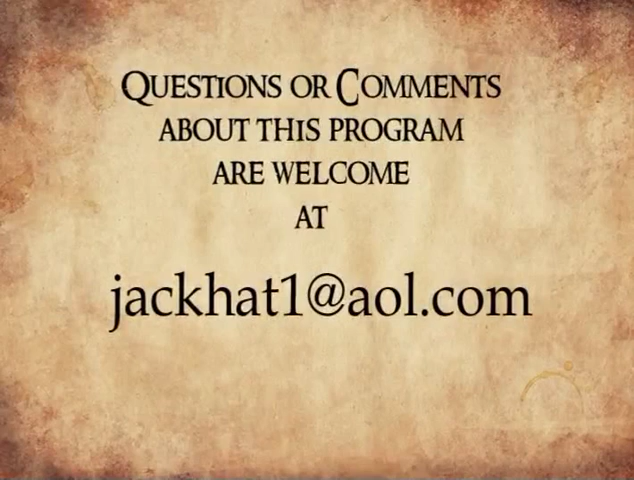 Questions or Comments
about this program
are welcome
at
jackhat1@aol.com